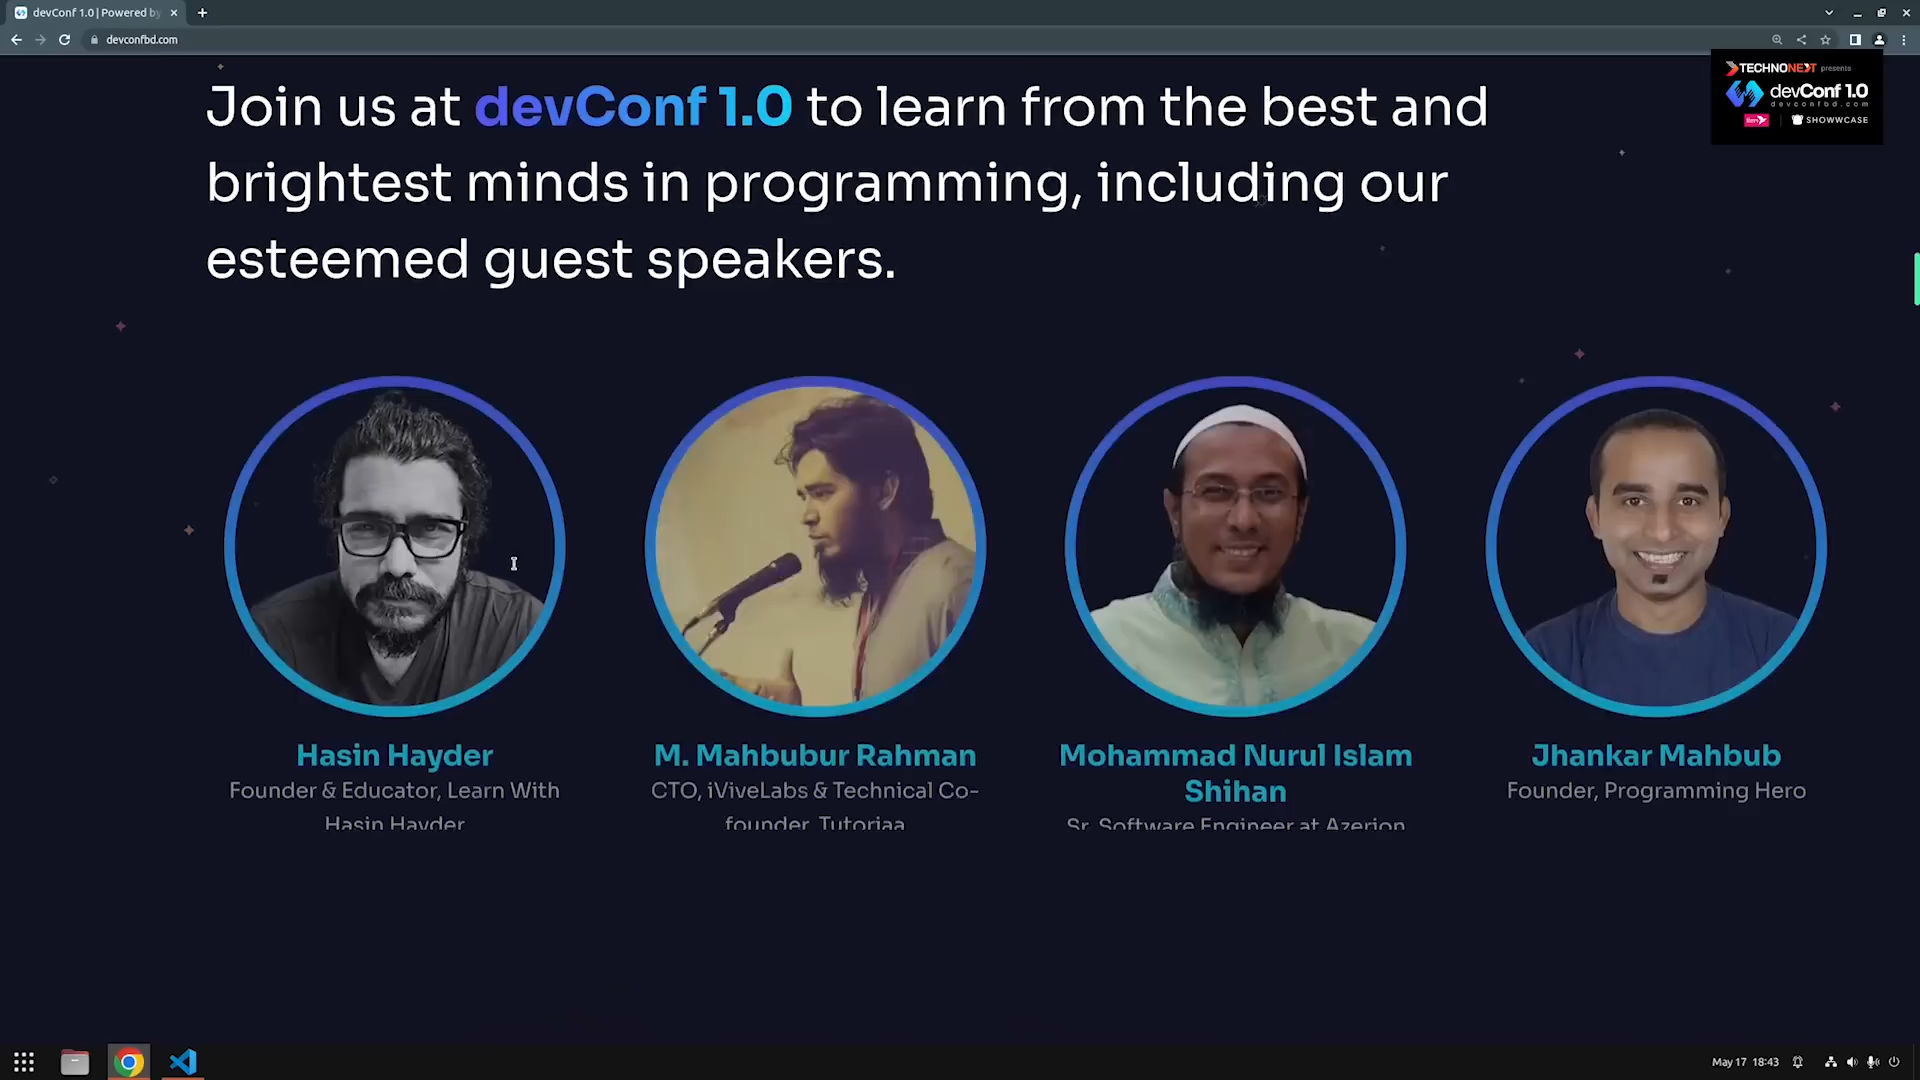 devConf 1.0 | Powered by
devconfbd.com
TECHNONEXT presents
devConf 1.0
devconfbd.com
SHOWWCASE
Join us at devConf 1.0 to learn from the best and
brightest minds in programming, including our
esteemed guest speakers.
Hasin Hayder
Founder & Educator, Learn With
Hasin Hayder
M. Mahbubur Rahman
CTO, iViveLabs & Technical Co-
founder, Tutoriaa
Mohammad Nurul Islam
Shihan
Sr. Software Engineer at Azerion
Jhankar Mahbub
Founder, Programming Hero
May 17 18:43